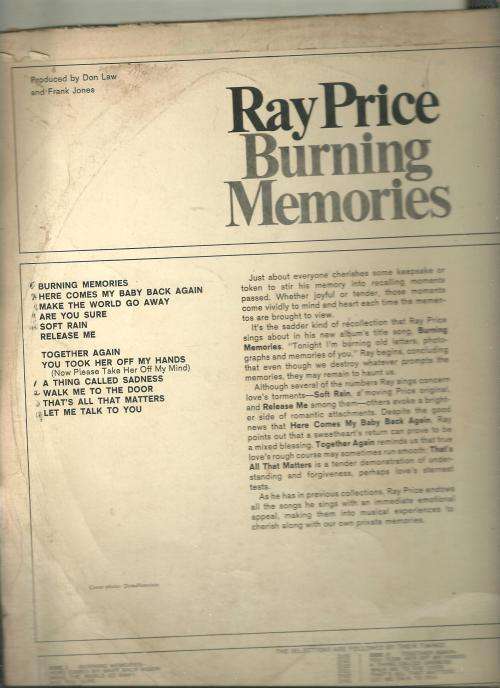 Produced by Don Law
and Frank Jones
Ray Price
Burning
Memories
BURNING MEMORIES
HERE COMES MY BABY BACK AGAIN
MAKE THE WORLD GO AWAY
ARE YOU SURE
SOFT RAIN
RELEASE ME
TOGETHER AGAIN
YOU TOOK HER OFF MY HANDS
(Now Please Take Her Off My Mind)
A THING CALLED SADNESS
WALK ME TO THE DOOR
THAT'S ALL THAT MATTERS
LET ME TALK TO YOU
Just about everyone cherishes some keepsake or
token to stir his memory into recalling moments
passed. Whether joyful or tender, those moments
come vividly to mind and heart each time the memen-
tos are brought to view.
It's the sadder kind of recollection that Ray Price
sings about in his new album's title song, Burning
Memories. "Tonight I'm burning old letters, photo-
graphs and memories of you," Ray begins, concluding
that even though we destroy whatever prompts the
memories, they may remain to haunt us.
Although several of the numbers Ray sings concern
love's torments—Soft Rain, a moving Price original,
and Release Me among them—others evoke a bright-
er side of romantic attachments. Despite the good
news that Here Comes My Baby Back Again, Ray
points out that a sweetheart's return can prove to be
a mixed blessing. Together Again reminds us that true
love's rough course may sometimes run smooth; That's
All That Matters is a tender demonstration of under-
standing and forgiveness, perhaps love's sternest
tests.
As he has in previous collections, Ray Price endows
all the songs he sings with an immediate emotional
appeal, making them into musical experiences to
cherish along with our own private memories.
Cover photo:
THE SELECTIONS ARE FOLLOWED BY THEIR TIMINGS